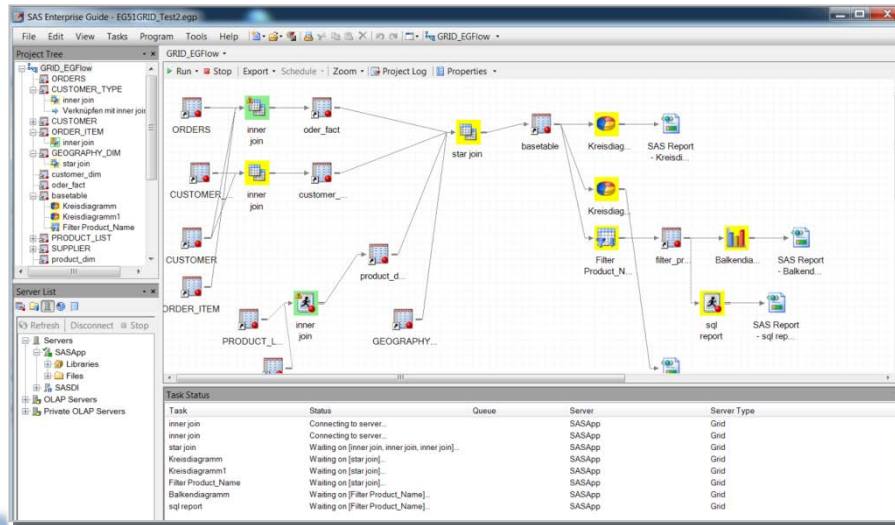 SAS Enterprise Guide - EG51GRID_Test2.egp
File Edit View Tasks Program Tools Help GRID_EGFlow
Project Tree
GRID_EGFlow
GRID_EGFlow
ORDERS
CUSTOMER_TYPE
inner join
Verknüpfen mit inner join
CUSTOMER
ORDER_ITEM
inner join
GEOGRAPHY_DIM
star join
customer_dim
oder_fact
basetable
Kreisdiagramm
Kreisdiagramm1
Filter Product_Name
PRODUCT_LIST
SUPPLIER
product_dim
Run Stop Export Schedule Zoom Project Log Properties
ORDERS
inner
join
oder_fact
star join
basetable
Kreisdiag...
SAS Report
- Kreisdi...
CUSTOMER_
inner
join
customer_...
Kreisdiag...
CUSTOMER
product_d...
Filter
Product_N...
filter_pr...
Balkendia...
SAS Report
- Balkend...
ORDER_ITEM
PRODUCT_L...
inner
join
GEOGRAPHY...
sql
report
SAS Report
- sql rep...
Server List
Refresh Disconnect Stop
Servers
SASApp
Libraries
Files
SASDI
OLAP Servers
Private OLAP Servers
Task Status
Task Status Queue Server Server Type
inner join Connecting to server... SASApp Grid
inner join Connecting to server... SASApp Grid
star join Waiting on [inner join, inner join, inner join]... SASApp Grid
Kreisdiagramm Waiting on [star join]... SASApp Grid
Kreisdiagramm1 Waiting on [star join]... SASApp Grid
Filter Product_Name Waiting on [star join]... SASApp Grid
Balkendiagramm Waiting on [Filter Product_Name]... SASApp Grid
sql report Waiting on [Filter Product_Name]... SASApp Grid